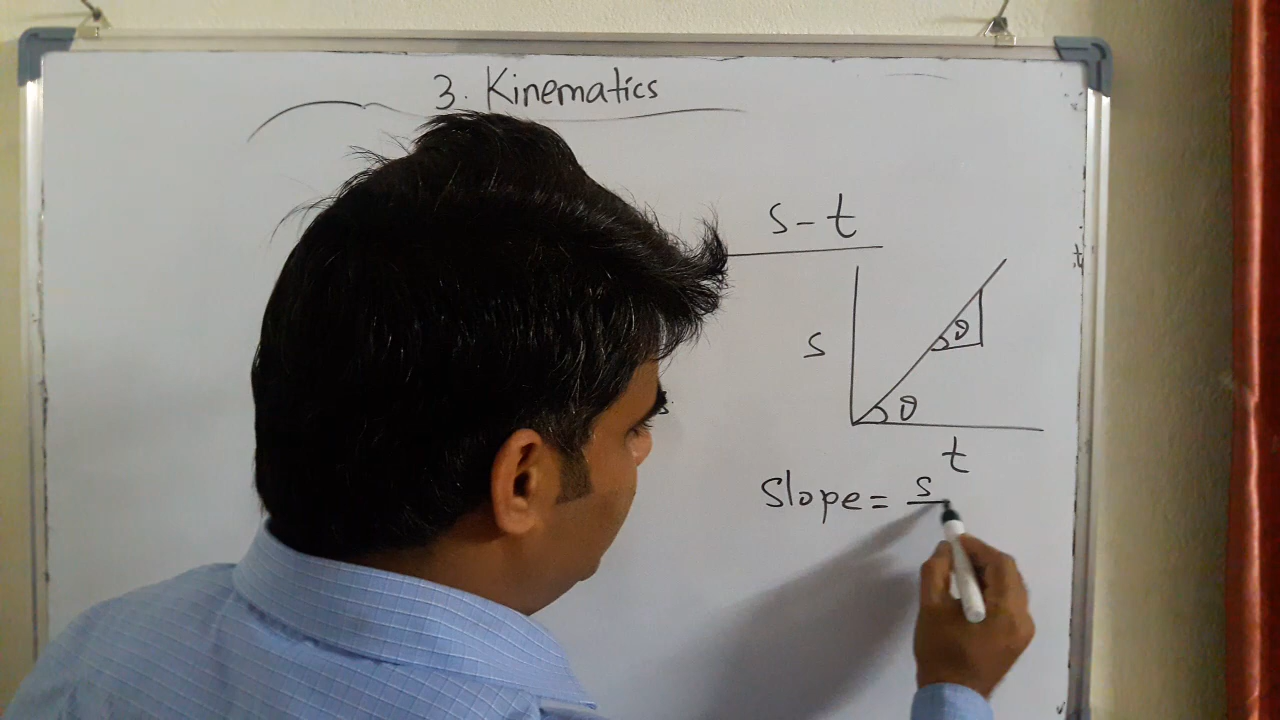 3. Kinematics
s - t
s
θ
θ
t
Slope = s